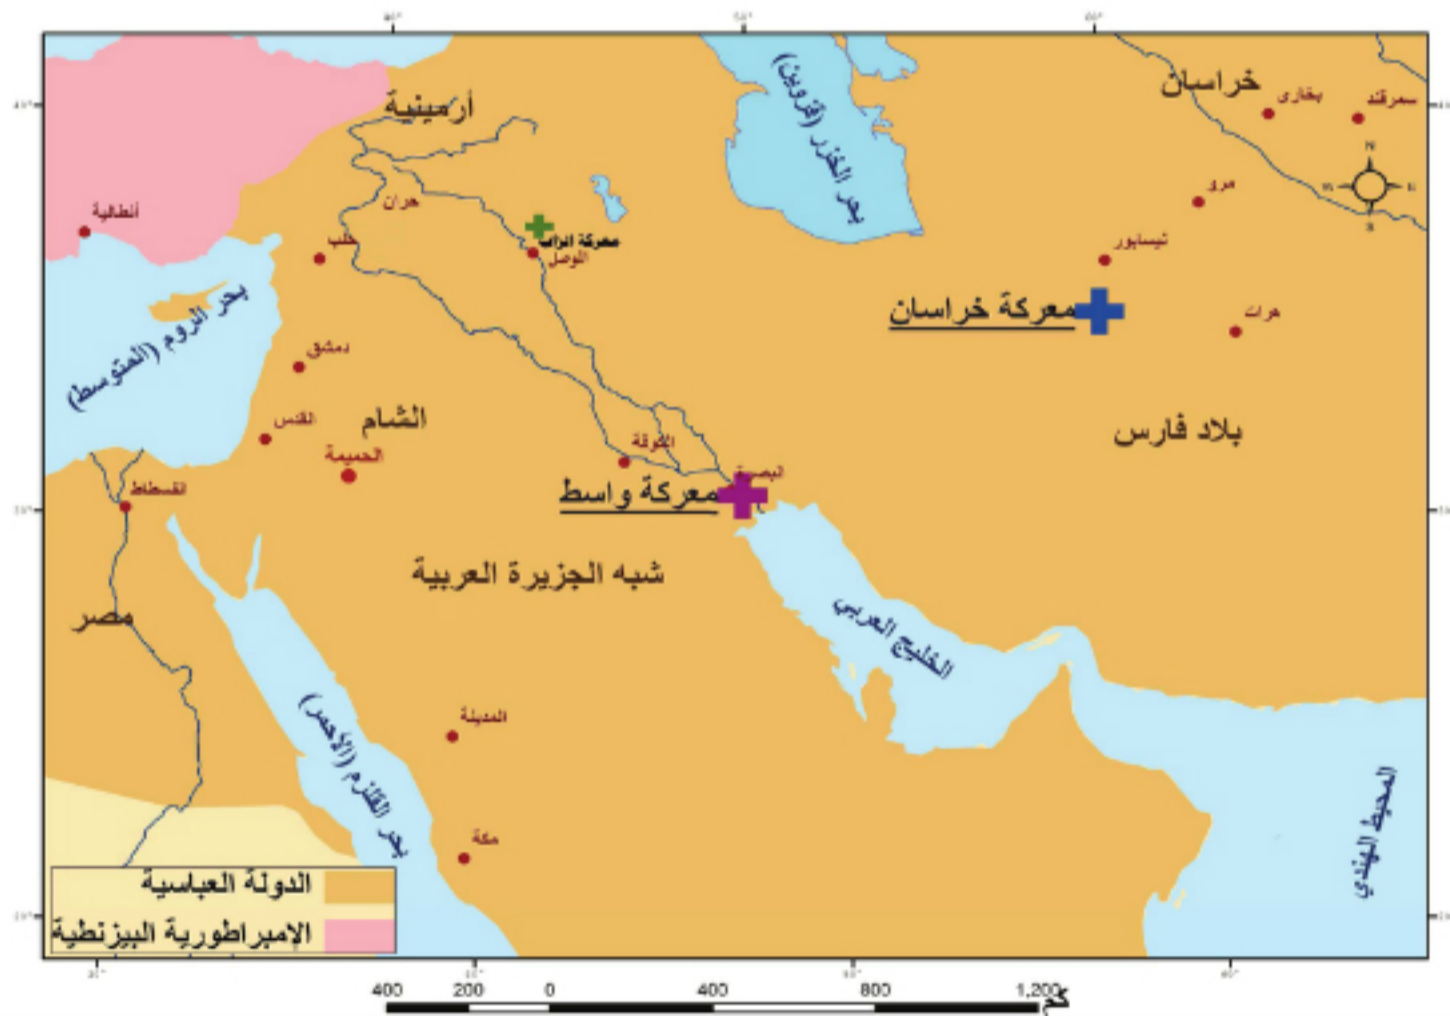 أرمينية
خراسان
بخارى
سمرقند
بحر الخزر (قزوين)
N
مرو
أنطالية
حران
حلب
معركة الزاب
الموصل
نيسابور
معركة خراسان
هرات
بحر الروم (المتوسط)
دمشق
الشام
القدس
الحميمة
الكوفة
البصرة
معركة واسط
بلاد فارس
الفسطاط
شبه الجزيرة العربية
مصر
الخليج العربي
المدينة
بحر القلزم (الأحمر)
مكة
المحيط الهندي
الدولة العباسية
الإمبراطورية البيزنطية
400 200 0 400 800 1,200
كم